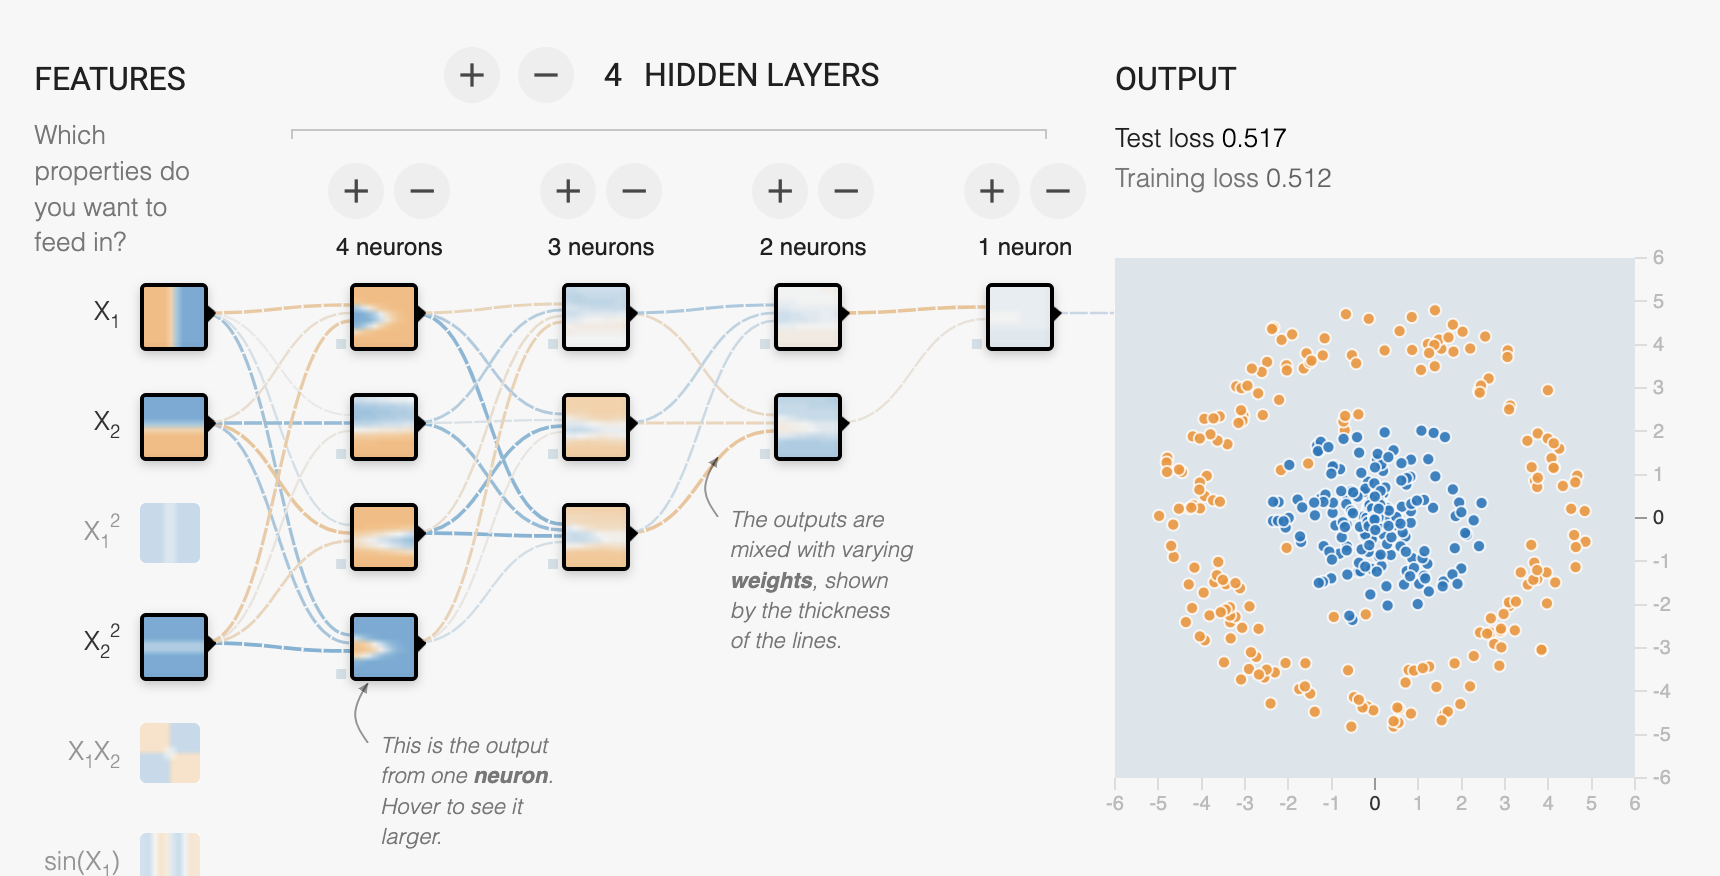 FEATURES
Which
properties do
you want to
feed in?
+ − 4 HIDDEN LAYERS
+ − + − + − + −
4 neurons 3 neurons 2 neurons 1 neuron
X₁
X₂
X₁²
X₂²
X₁X₂
sin(X₁)
This is the output
from one neuron.
Hover to see it
larger.
The outputs are
mixed with varying
weights, shown
by the thickness
of the lines.
OUTPUT
Test loss 0.517
Training loss 0.512
6
5
4
3
2
1
0
-1
-2
-3
-4
-5
-6
-6 -5 -4 -3 -2 -1 0 1 2 3 4 5 6